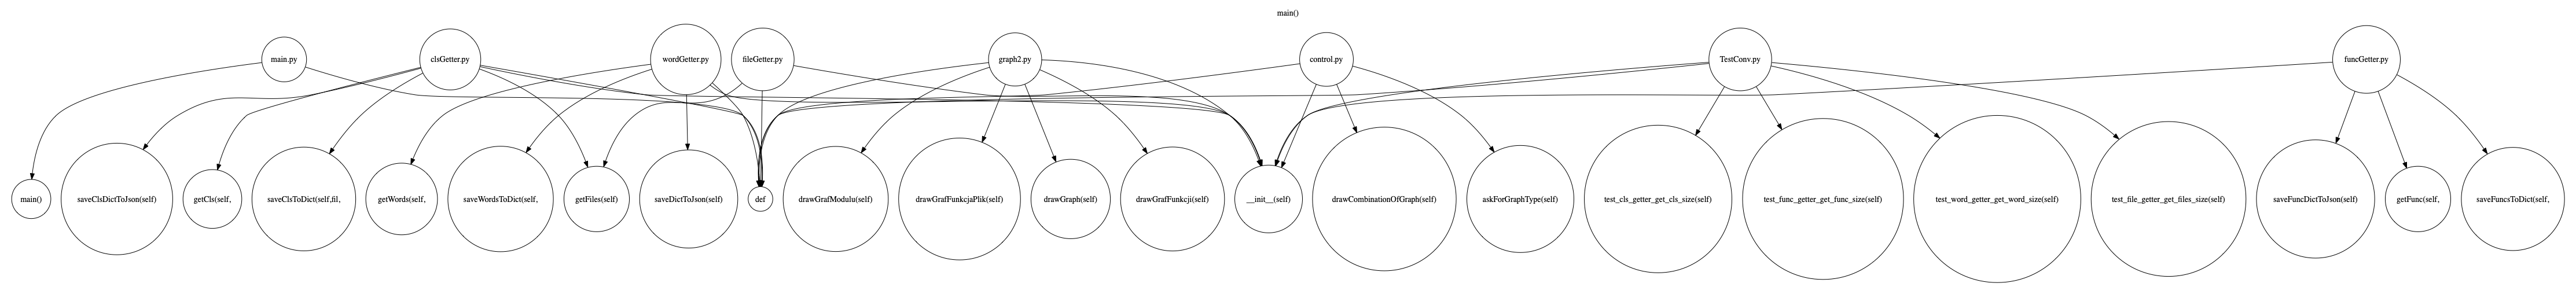 main()
main.py
clsGetter.py
wordGetter.py
fileGetter.py
graph2.py
control.py
TestConv.py
funcGetter.py
main()
saveClsDictToJson(self)
getCls(self,
saveClsToDict(self,fil,
getWords(self,
saveWordsToDict(self,
getFiles(self)
saveDictToJson(self)
def
drawGrafModulu(self)
drawGrafFunkcjaPlik(self)
drawGraph(self)
drawGrafFunkcji(self)
__init__(self)
drawCombinationOfGraph(self)
askForGraphType(self)
test_cls_getter_get_cls_size(self)
test_func_getter_get_func_size(self)
test_word_getter_get_word_size(self)
test_file_getter_get_files_size(self)
saveFuncDictToJson(self)
getFunc(self,
saveFuncsToDict(self,